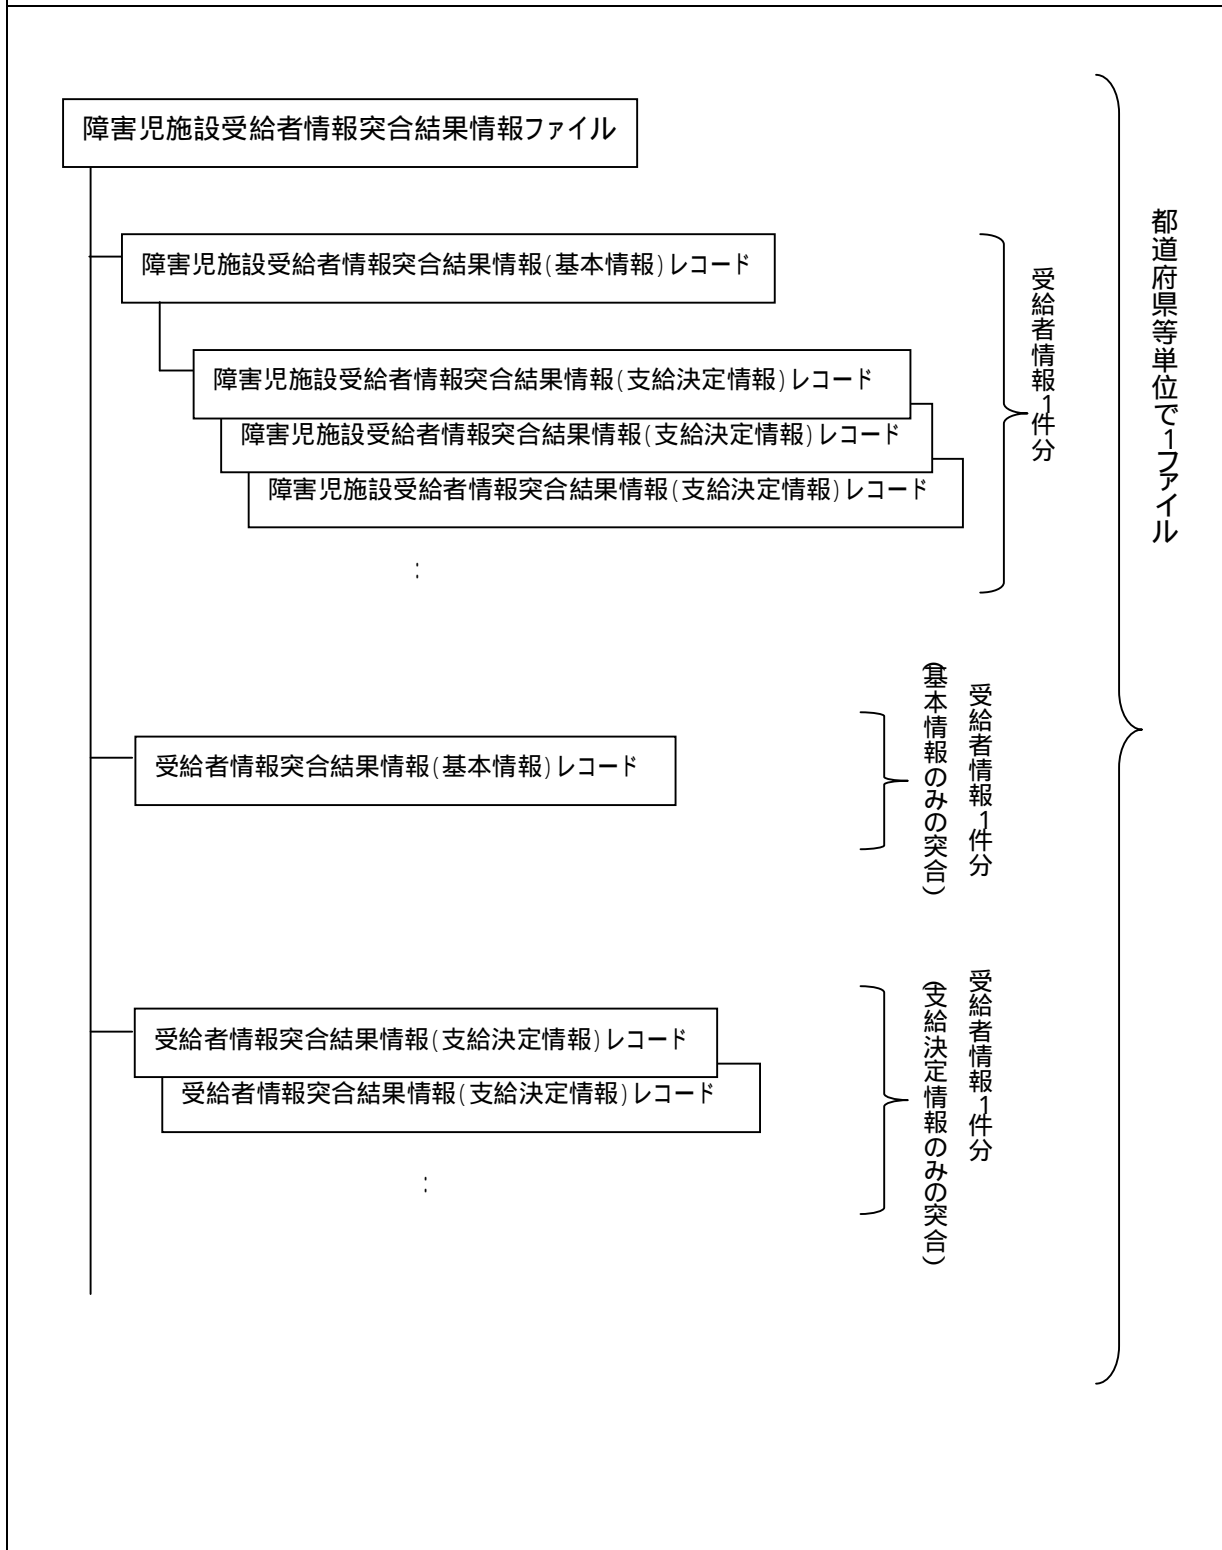 障害児施設受給者情報突合結果情報ファイル
障害児施設受給者情報突合結果情報(基本情報)レコード
障害児施設受給者情報突合結果情報(支給決定情報)レコード
障害児施設受給者情報突合結果情報(支給決定情報)レコード
障害児施設受給者情報突合結果情報(支給決定情報)レコード
:
受給者情報1件分
都道府県等単位で1ファイル
受給者情報突合結果情報(基本情報)レコード
受給者情報1件分
(基本情報のみの突合)
受給者情報突合結果情報(支給決定情報)レコード
受給者情報突合結果情報(支給決定情報)レコード
:
受給者情報1件分
(支給決定情報のみの突合)